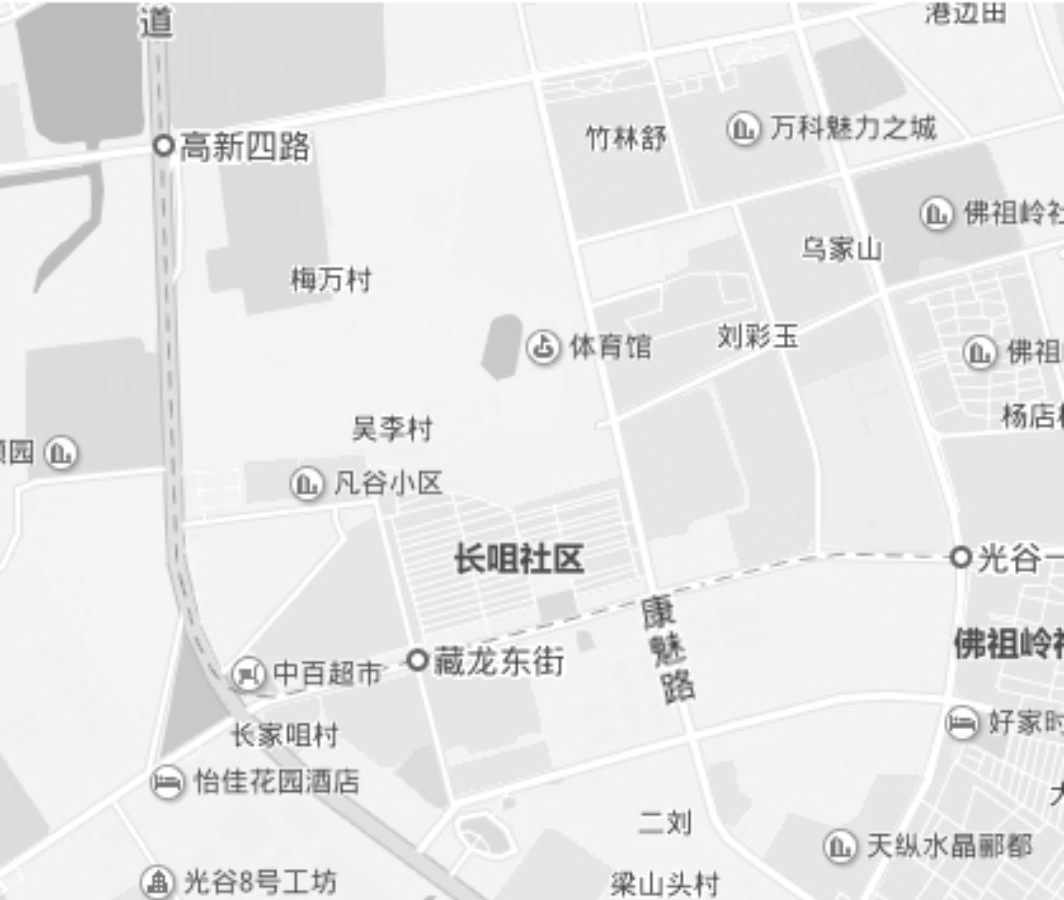 道
港边田
高新四路
竹林舒
万科魅力之城
佛祖岭社
乌家山
梅万村
刘彩玉
体育馆
佛祖
杨店
吴李村
园
凡谷小区
长咀社区
光谷一
康魅路
佛祖岭社
藏龙东街
中百超市
长家咀村
好家时
怡佳花园酒店
二刘
天纵水晶郦都
光谷8号工坊
梁山头村